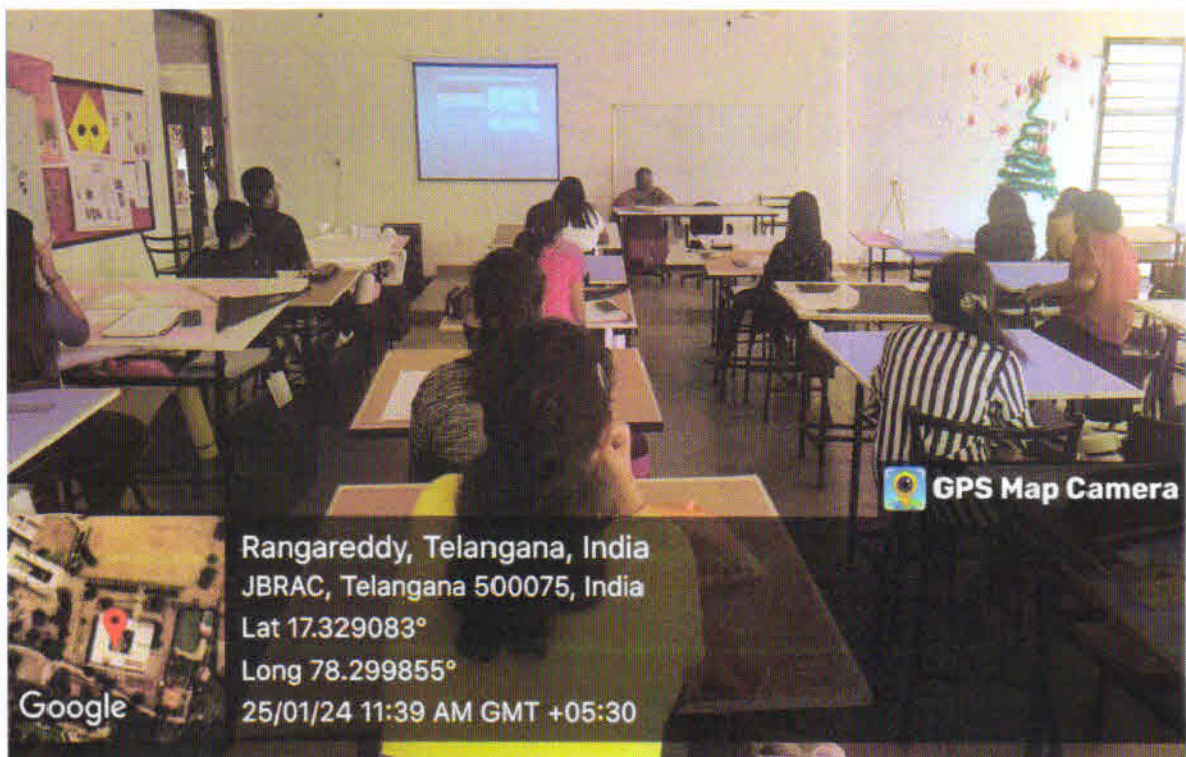 GPS Map Camera
Rangareddy, Telangana, India
JBRAC, Telangana 500075, India
Lat 17.329083°
Long 78.299855°
25/01/24 11:39 AM GMT +05:30
Google